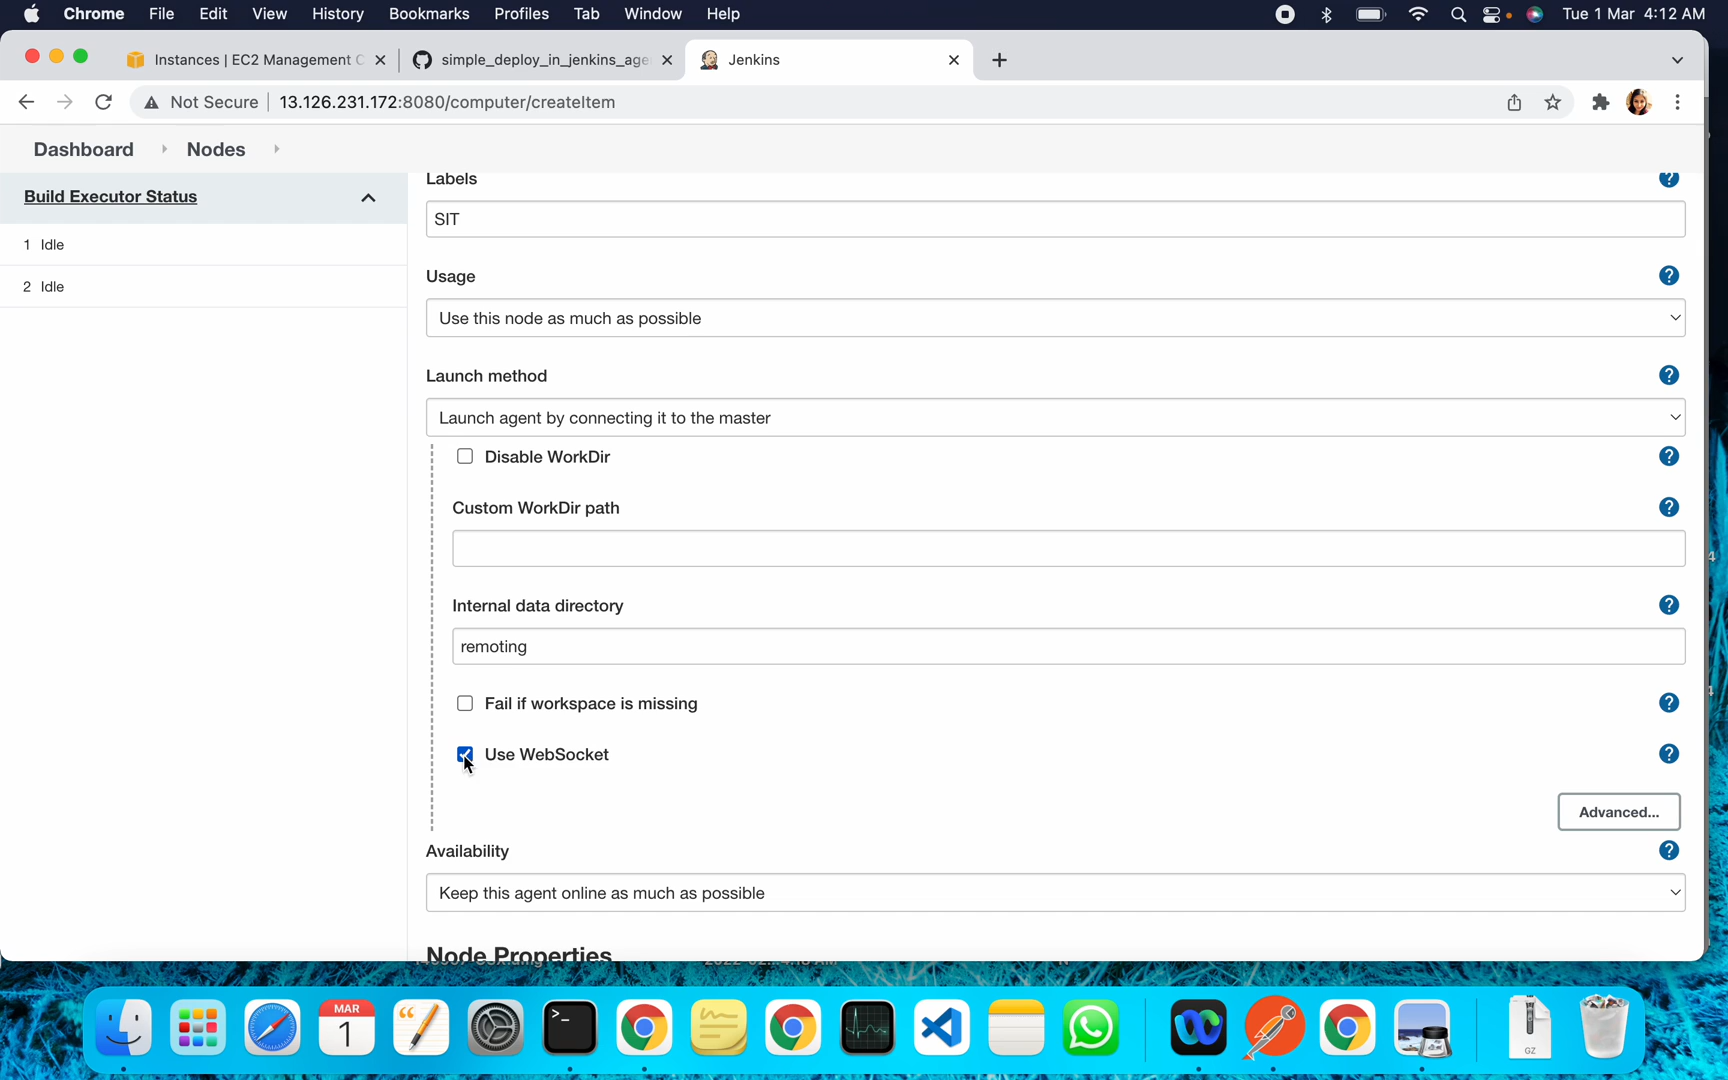 Chrome File Edit View History Bookmarks Profiles Tab Window Help Tue 1 Mar 4:12 AM
Instances | EC2 Management C simple_deploy_in_jenkins_age Jenkins
Not Secure 13.126.231.172:8080/computer/createItem
Dashboard Nodes
Build Executor Status
1 Idle
2 Idle
Labels
SIT
Usage
Use this node as much as possible
Launch method
Launch agent by connecting it to the master
Disable WorkDir
Custom WorkDir path
Internal data directory
remoting
Fail if workspace is missing
Use WebSocket
Advanced...
Availability
Keep this agent online as much as possible
Node Properties
MAR
1
GZ